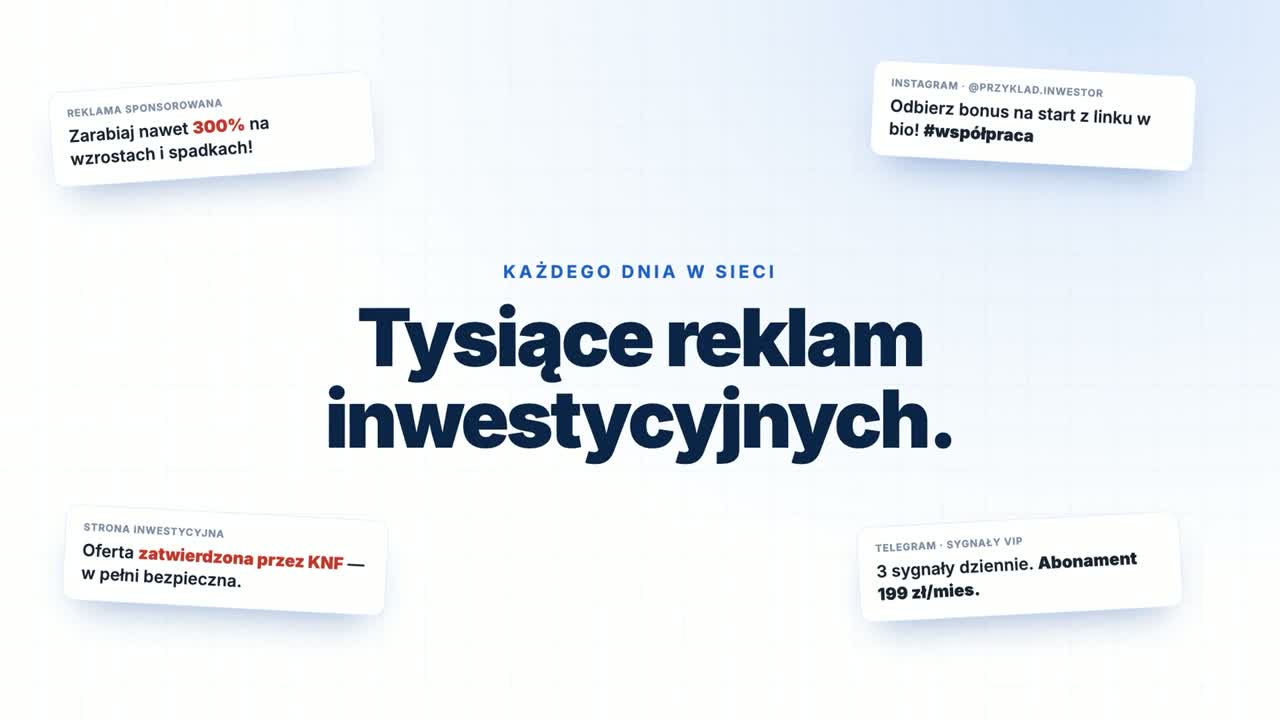 REKLAMA SPONSOROWANA
Zarabiaj nawet 300% na
wzrostach i spadkach!
INSTAGRAM · @PRZYKLAD.INWESTOR
Odbierz bonus na start z linku w
bio! #współpraca
KAŻDEGO DNIA W SIECI
Tysiące reklam
inwestycyjnych.
STRONA INWESTYCYJNA
Oferta zatwierdzona przez KNF —
w pełni bezpieczna.
TELEGRAM · SYGNAŁY VIP
3 sygnały dziennie. Abonament
199 zł/mies.